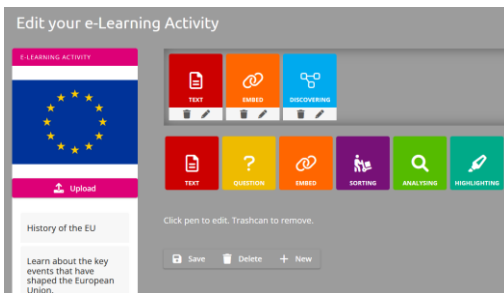 Edit your e-Learning Activity
E-LEARNING ACTIVITY
Upload
History of the EU
Learn about the key
events that have
shaped the European
Union.
TEXT
EMBED
DISCOVERING
TEXT
QUESTION
EMBED
SORTING
ANALYSING
HIGHLIGHTING
Click pen to edit. Trashcan to remove.
Save
Delete
New